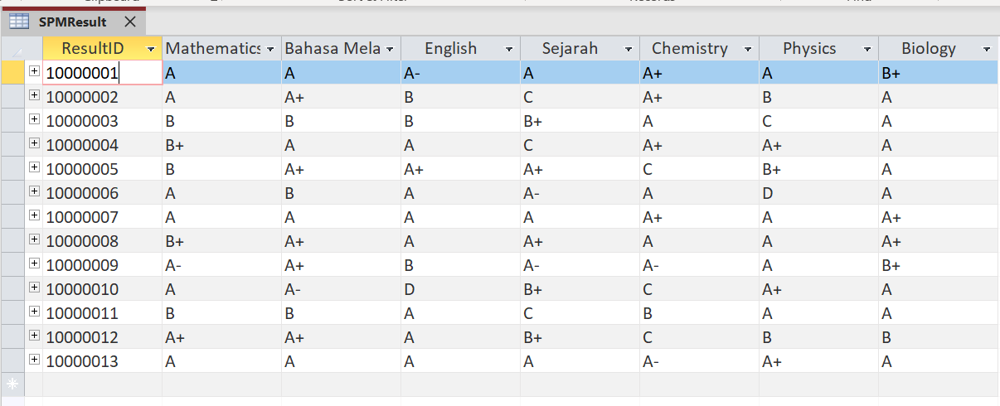 SPMResult
ResultID Mathematics Bahasa Mela English Sejarah Chemistry Physics Biology
10000001 A A A- A A+ A B+
10000002 A A+ B C A+ B A
10000003 B B B B+ A C A
10000004 B+ A A C A+ A+ A
10000005 B A+ A+ A+ C B+ A
10000006 A B A A- A D A
10000007 A A A A A+ A A+
10000008 B+ A+ A A+ A A A+
10000009 A- A+ B A- A- A B+
10000010 A A- D B+ C A+ A
10000011 B B A C B A A
10000012 A+ A+ A B+ C B B
10000013 A A A A A- A+ A